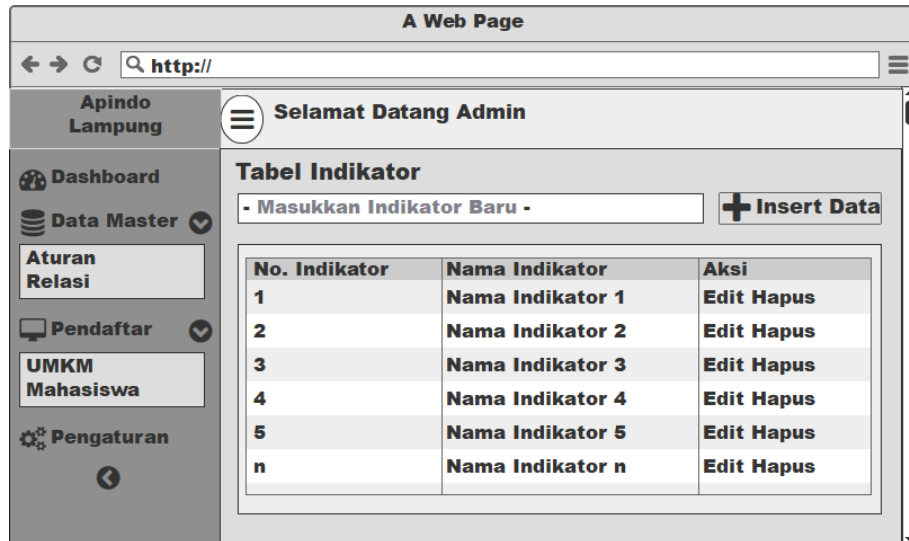 A Web Page
http://
Apindo
Lampung
Selamat Datang Admin
Dashboard
Data Master
Aturan
Relasi
Pendaftar
UMKM
Mahasiswa
Pengaturan
Tabel Indikator
- Masukkan Indikator Baru -
Insert Data
No. Indikator Nama Indikator Aksi
1 Nama Indikator 1 Edit Hapus
2 Nama Indikator 2 Edit Hapus
3 Nama Indikator 3 Edit Hapus
4 Nama Indikator 4 Edit Hapus
5 Nama Indikator 5 Edit Hapus
n Nama Indikator n Edit Hapus